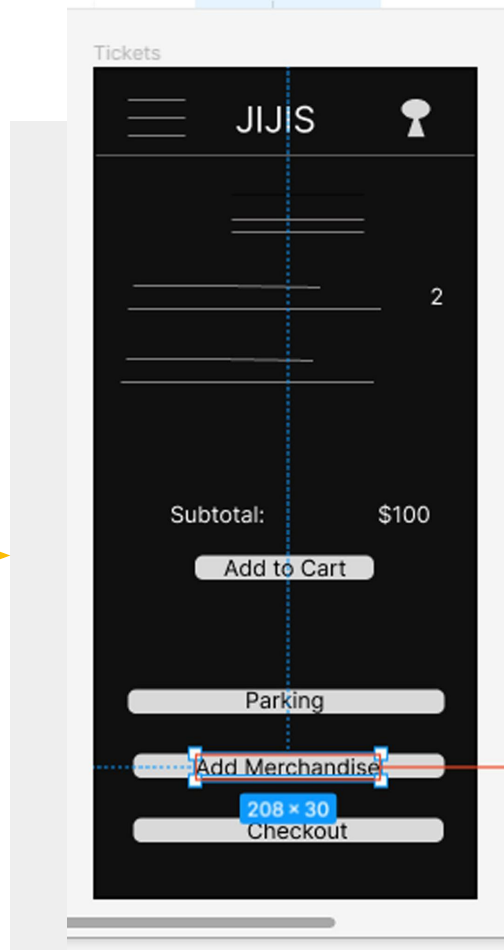 Tickets
JIJIS
2
Subtotal: $100
Add to Cart
Parking
Add Merchandise
208 × 30
Checkout